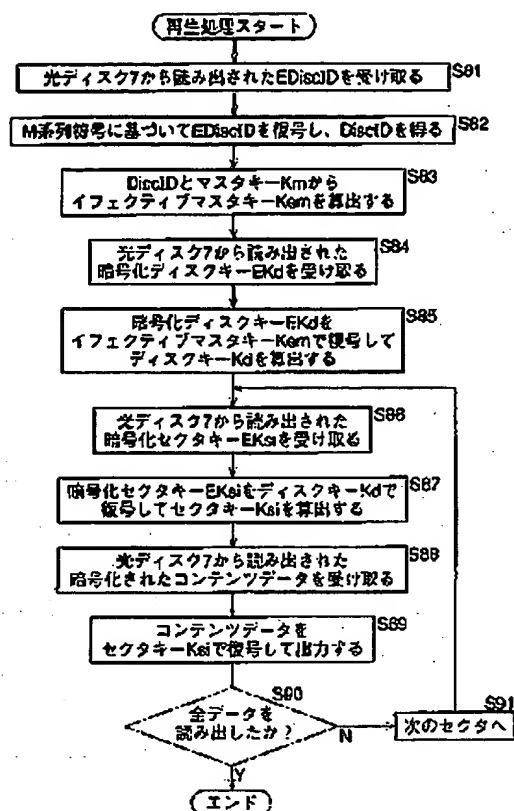 再生処理スタート
S81
光ディスク7から読み出されたEDiscIDを受け取る
S82
M系列符号に基づいてEDiscIDを復号し、DiscIDを得る
S83
DiscIDとマスタキーKmから
イフェクティブマスタキーKemを算出する
S84
光ディスク7から読み出された
暗号化ディスクキーEKdを受け取る
S85
暗号化ディスクキーEKdを
イフェクティブマスタキーKemで復号して
ディスクキーKdを算出する
S86
光ディスク7から読み出された
暗号化セクタキーEKsiを受け取る
S87
暗号化セクタキーEKsiをディスクキーKdで
復号してセクタキーKsiを算出する
S88
光ディスク7から読み出された
暗号化されたコンテンツデータを受け取る
S89
コンテンツデータを
セクタキーKsiで復号して出力する
S90
全データを
読み出したか?
N
S91
次のセクタへ
Y
エンド